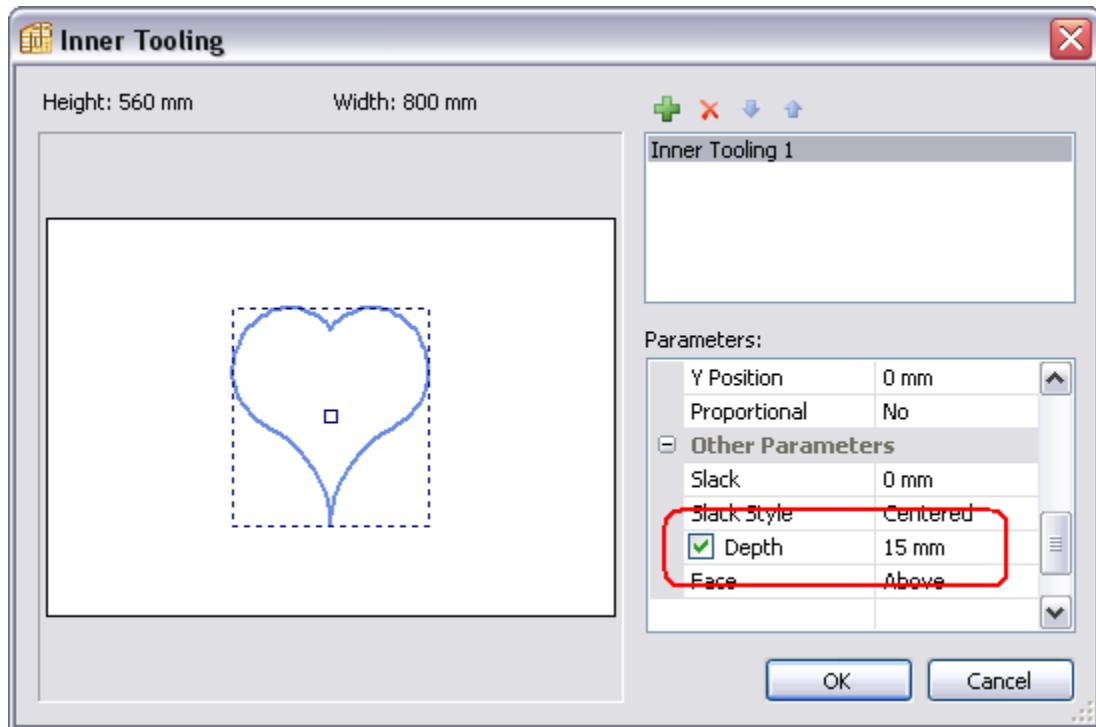 Inner Tooling
Height: 560 mm Width: 800 mm
Inner Tooling 1
Parameters:
Y Position 0 mm
Proportional No
Other Parameters
Slack 0 mm
Slack Style Centered
Depth 15 mm
Face Above
OK Cancel